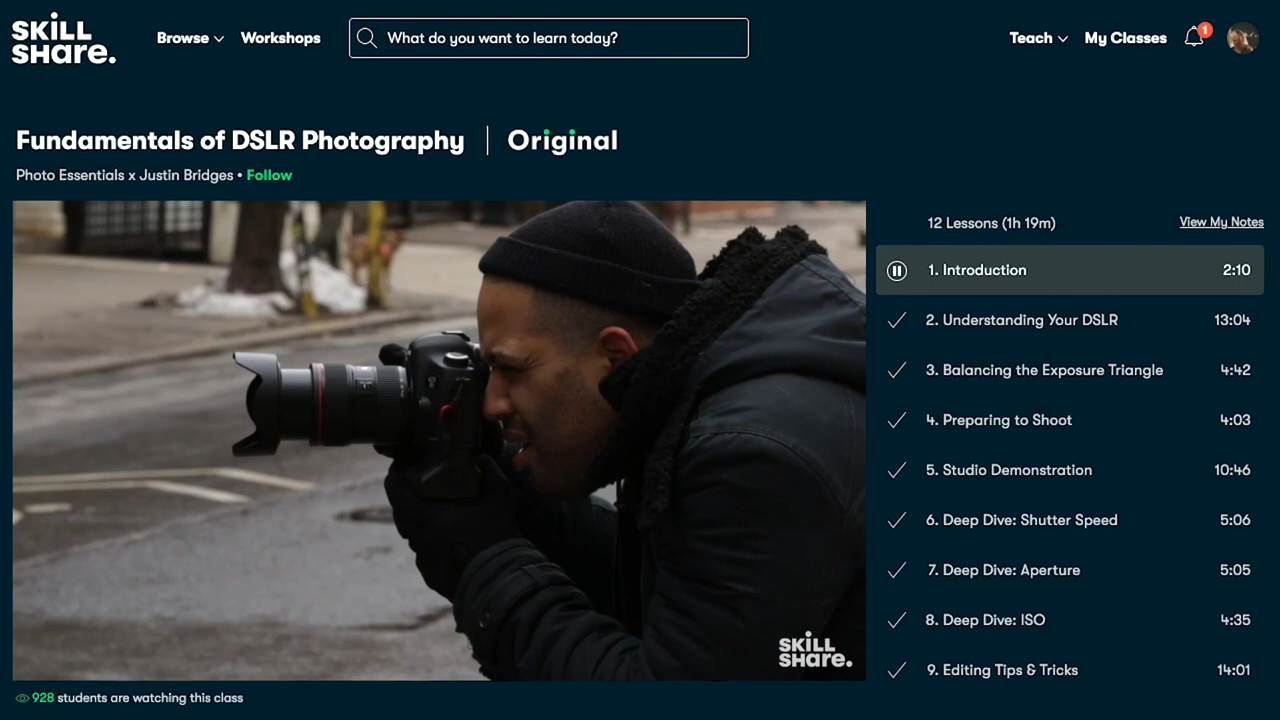 SKILL
SHare.
Browse
Workshops
What do you want to learn today?
Teach
My Classes
1
Fundamentals of DSLR Photography | Original
Photo Essentials x Justin Bridges • Follow
12 Lessons (1h 19m)
View My Notes
1. Introduction 2:10
2. Understanding Your DSLR 13:04
3. Balancing the Exposure Triangle 4:42
4. Preparing to Shoot 4:03
5. Studio Demonstration 10:46
6. Deep Dive: Shutter Speed 5:06
7. Deep Dive: Aperture 5:05
8. Deep Dive: ISO 4:35
9. Editing Tips & Tricks 14:01
SKILL
SHare.
928 students are watching this class